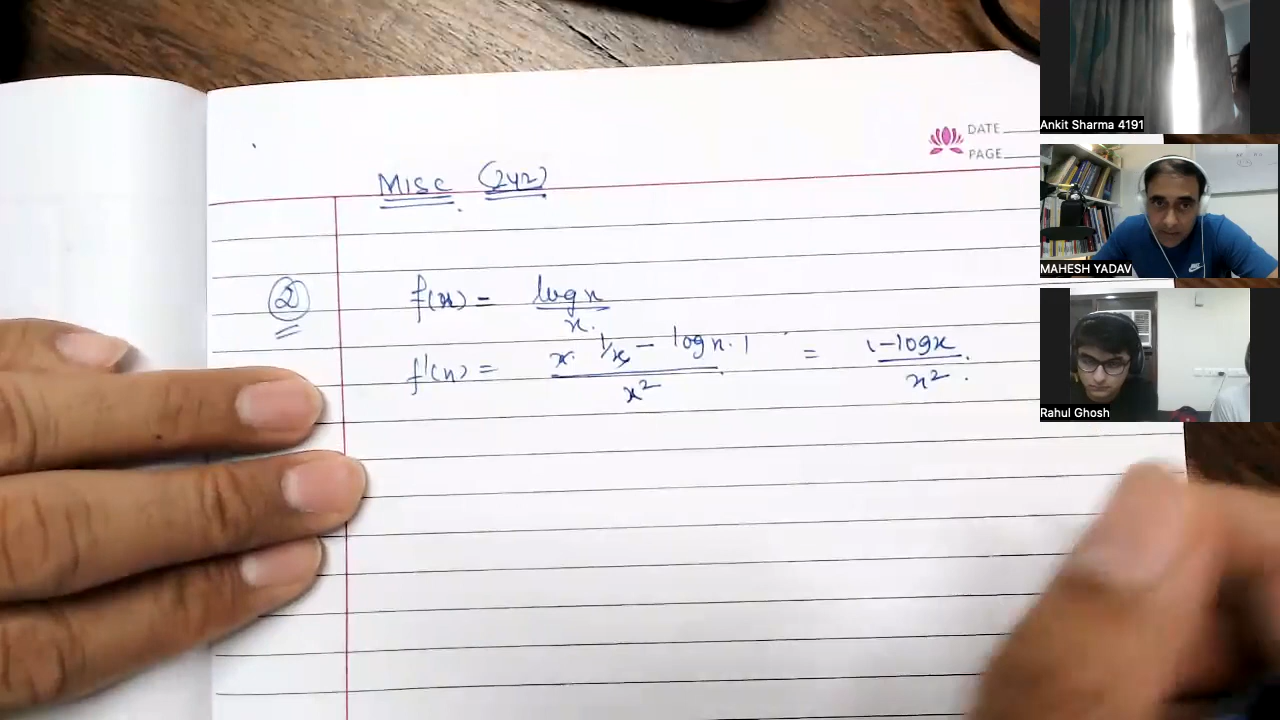 DATE
PAGE
Misc (242)
② f(x) = log x / x.
f'(x) = x. 1/x - log x. 1 / x² = 1-log x / x².
Ankit Sharma 4191
MAHESH YADAV
Rahul Ghosh